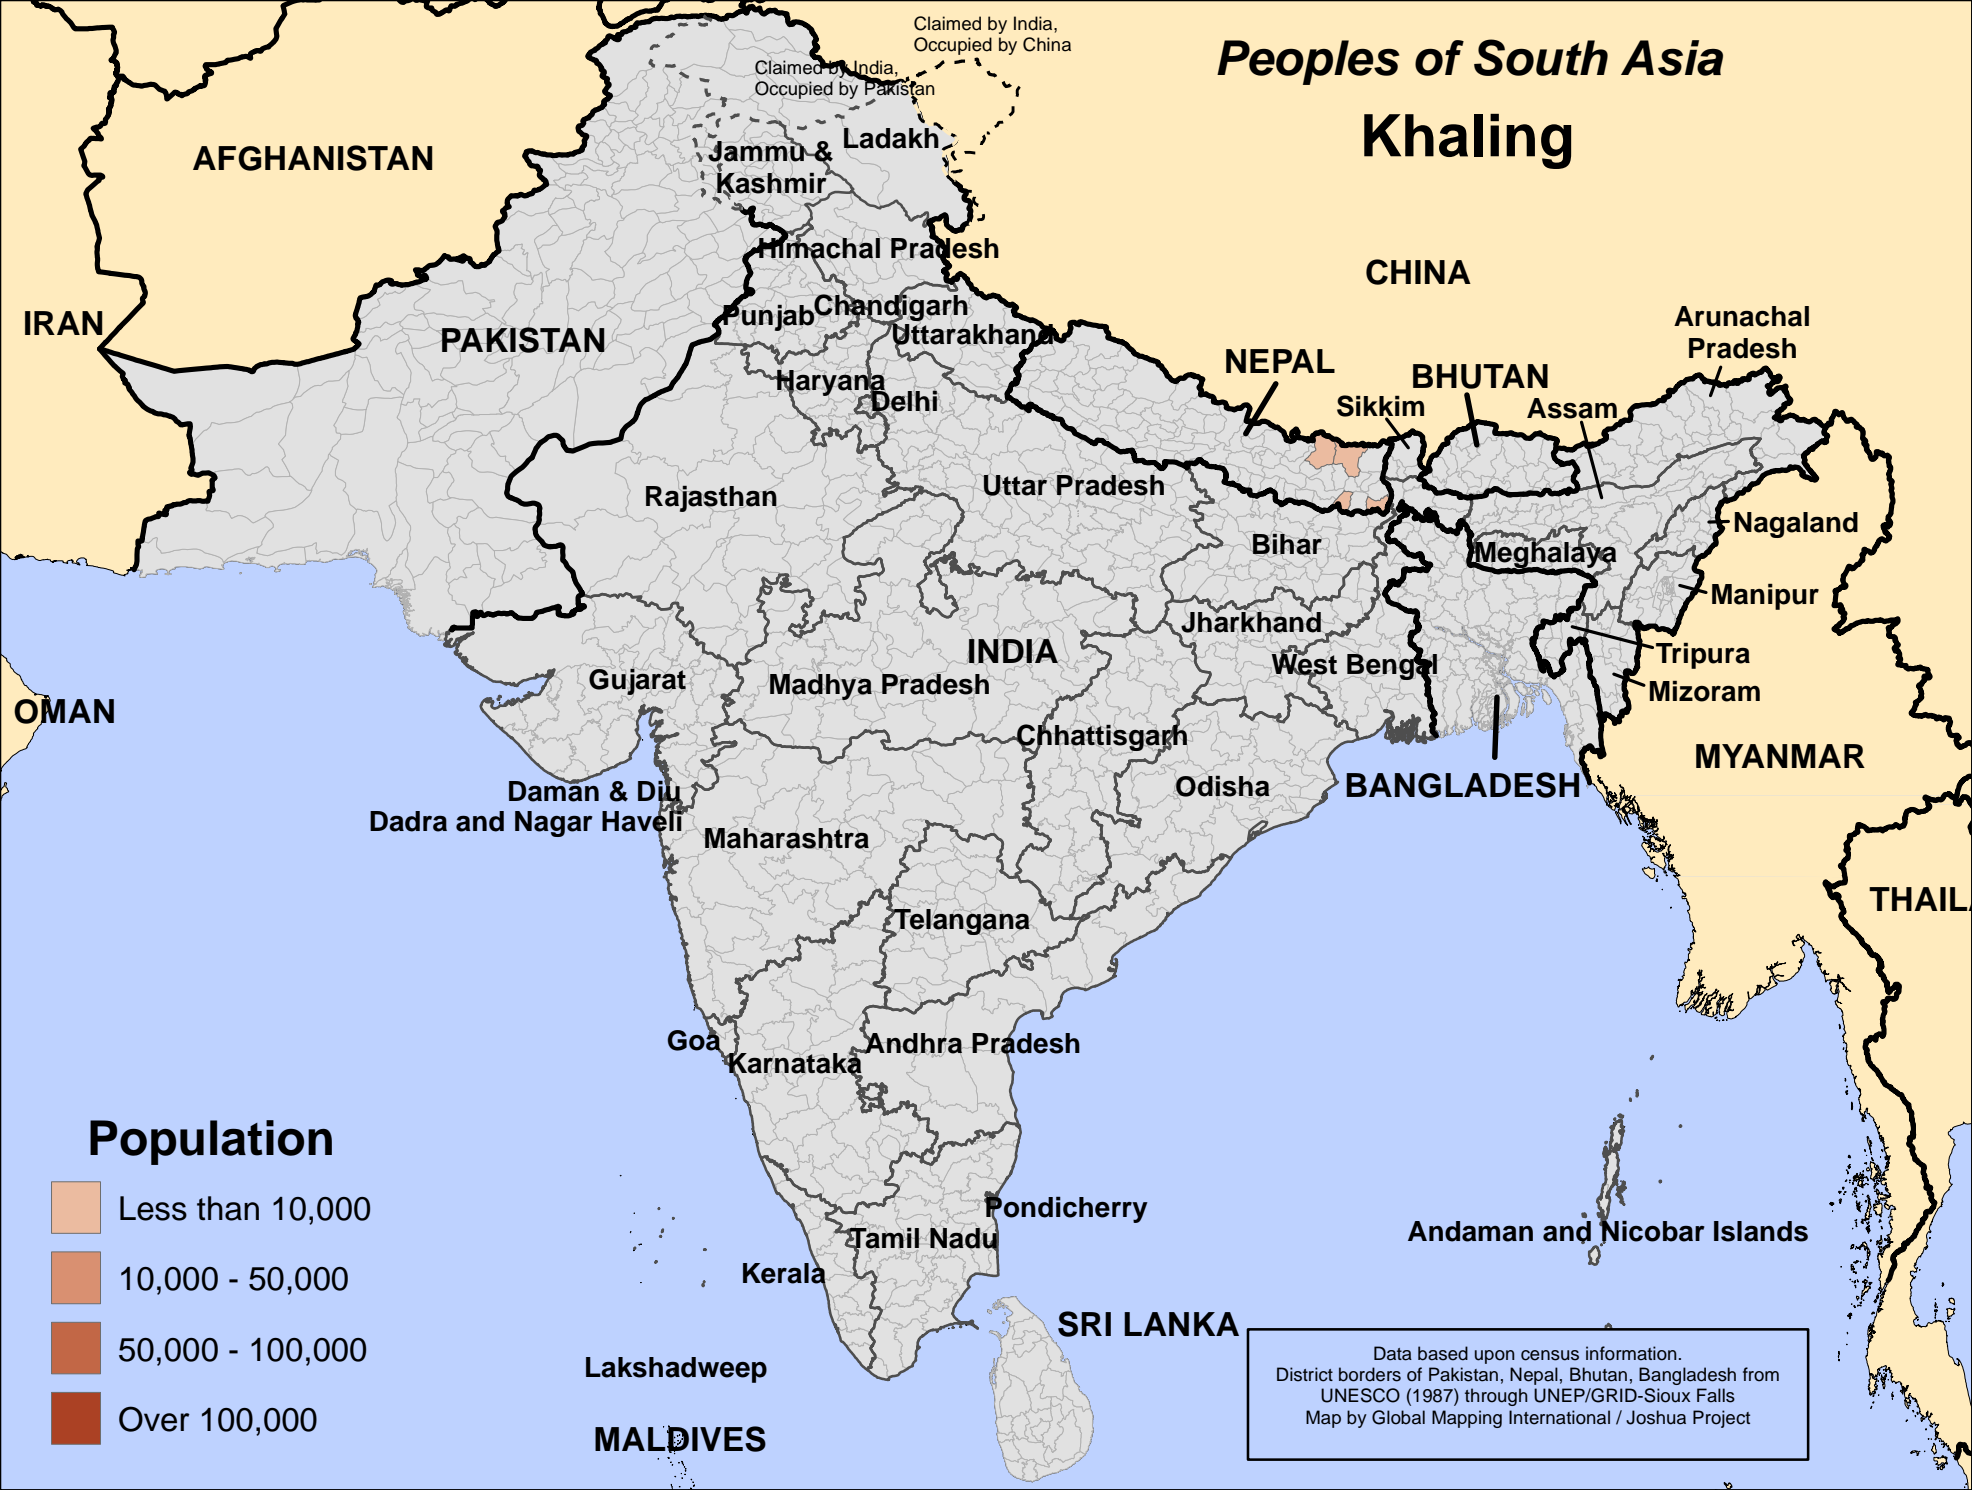 Claimed by India,
Occupied by China
Peoples of South Asia
Claimed by India,
Occupied by Pakistan
Khaling
Ladakh
Jammu &
Kashmir
AFGHANISTAN
Himachal Pradesh
CHINA
IRAN
Punjab
Chandigarh
Arunachal
Pradesh
PAKISTAN
Uttarakhand
NEPAL
BHUTAN
Haryana
Delhi
Sikkim
Assam
Rajasthan
Uttar Pradesh
Nagaland
Bihar
Meghalaya
Manipur
Jharkhand
INDIA
Tripura
West Bengal
Gujarat
Madhya Pradesh
Mizoram
OMAN
Chhattisgarh
MYANMAR
Odisha
BANGLADESH
Daman & Diu
Dadra and Nagar Haveli
Maharashtra
THAIL
Telangana
Goa
Andhra Pradesh
Karnataka
Population
Less than 10,000
Pondicherry
Andaman and Nicobar Islands
Tamil Nadu
Kerala
10,000 - 50,000
SRI LANKA
50,000 - 100,000
Lakshadweep
Over 100,000
MALDIVES
Data based upon census information.
District borders of Pakistan, Nepal, Bhutan, Bangladesh from
UNESCO (1987) through UNEP/GRID-Sioux Falls
Map by Global Mapping International / Joshua Project